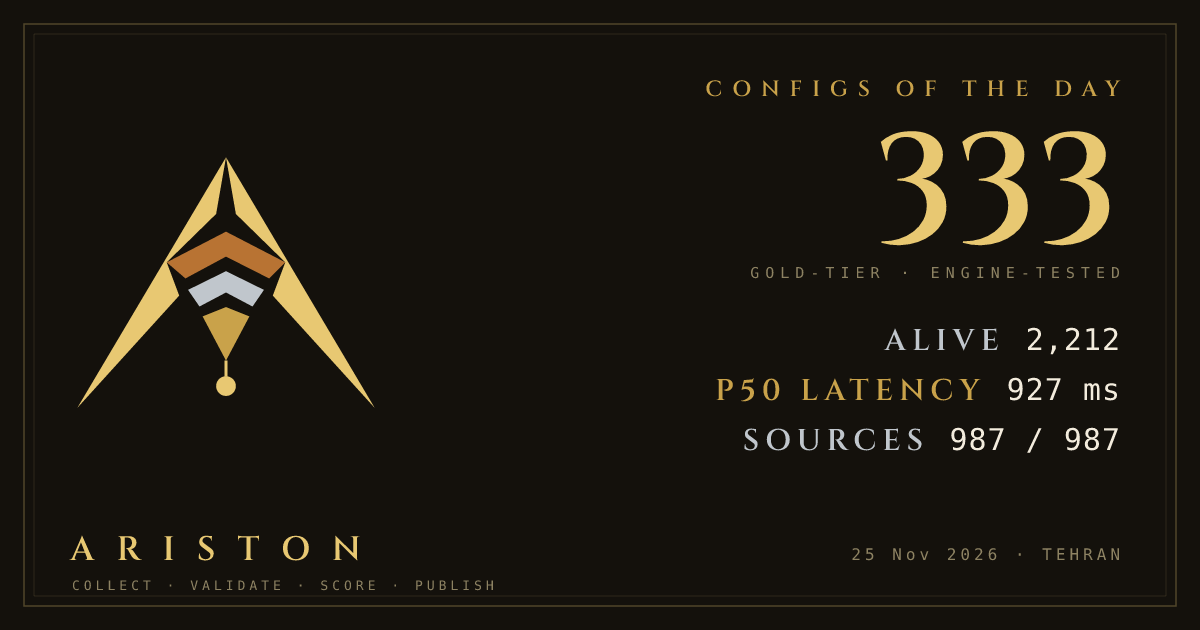 CONFIGS OF THE DAY
333
GOLD-TIER · ENGINE-TESTED
ALIVE 2,212
P50 LATENCY 927 ms
SOURCES 987 / 987
ARISTON
COLLECT · VALIDATE · SCORE · PUBLISH
25 Nov 2026 · TEHRAN